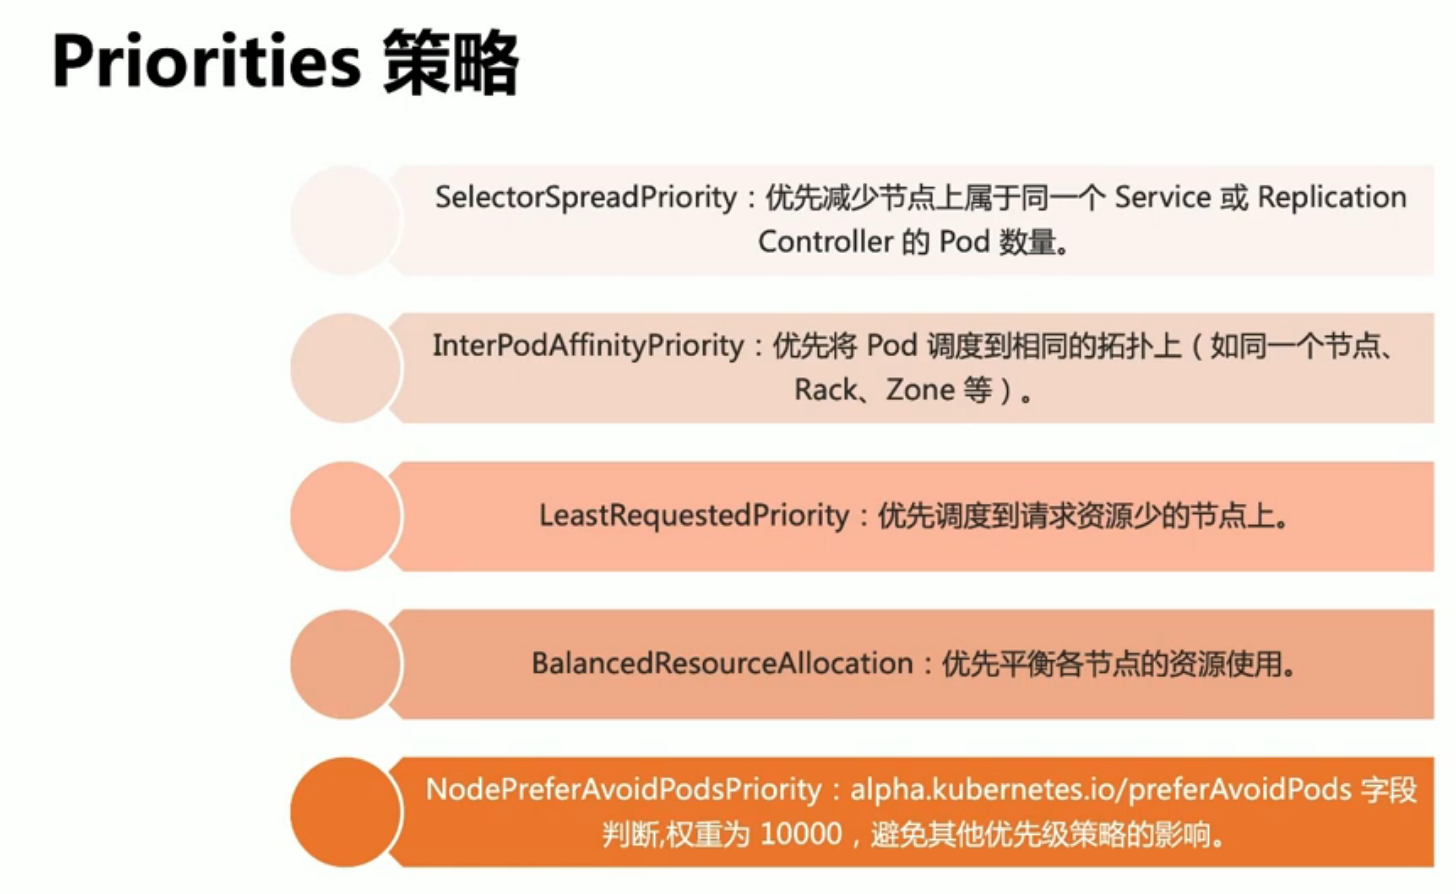 Priorities 策略
SelectorSpreadPriority：优先减少节点上属于同一个 Service 或 Replication
Controller 的 Pod 数量。
InterPodAffinityPriority：优先将 Pod 调度到相同的拓扑上（如同一个节点、
Rack、Zone 等）。
LeastRequestedPriority：优先调度到请求资源少的节点上。
BalancedResourceAllocation：优先平衡各节点的资源使用。
NodePreferAvoidPodsPriority：alpha.kubernetes.io/preferAvoidPods 字段
判断,权重为 10000，避免其他优先级策略的影响。